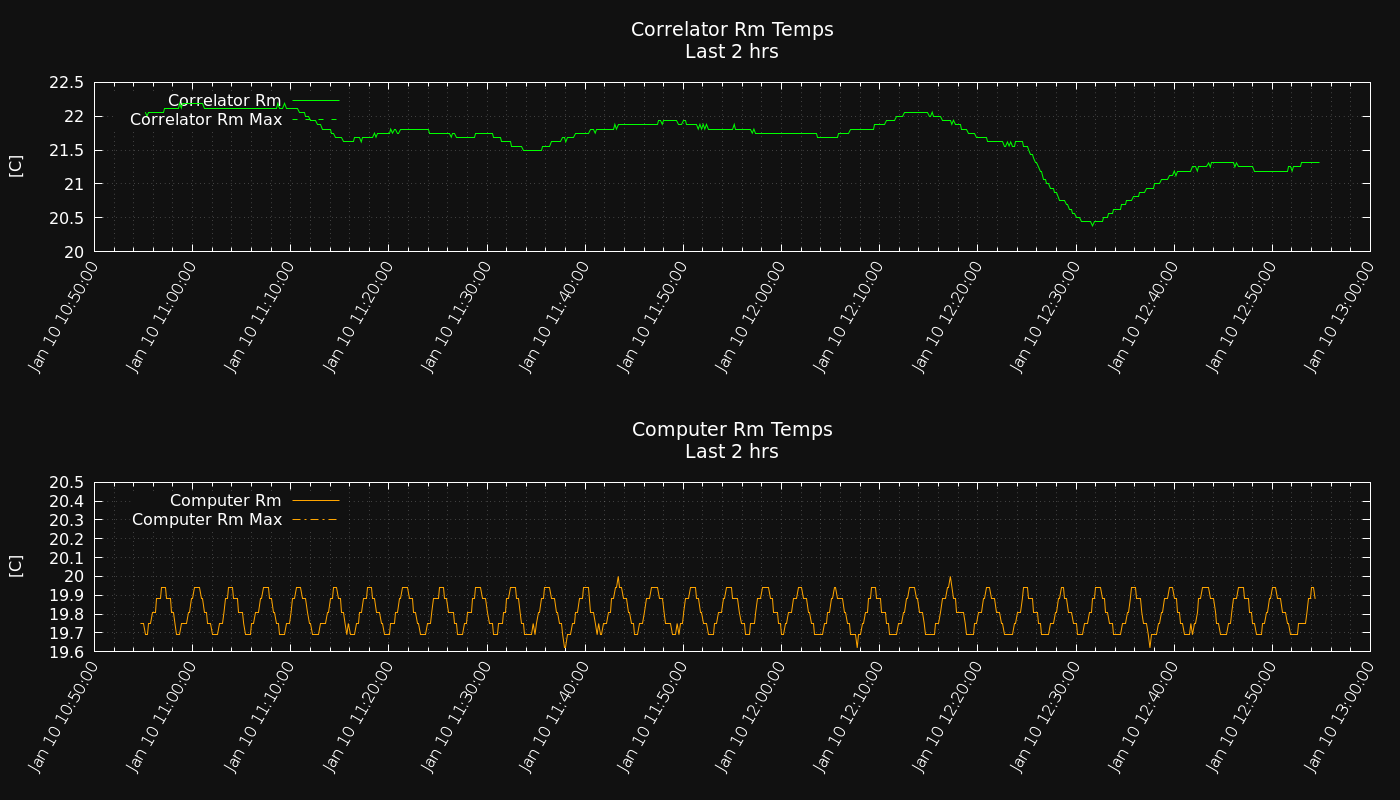 Correlator Rm Temps
Last 2 hrs
22.5
22
21.5
21
20.5
20
[C]
Correlator Rm
Correlator Rm Max
Jan 10 10:50:00
Jan 10 11:00:00
Jan 10 11:10:00
Jan 10 11:20:00
Jan 10 11:30:00
Jan 10 11:40:00
Jan 10 11:50:00
Jan 10 12:00:00
Jan 10 12:10:00
Jan 10 12:20:00
Jan 10 12:30:00
Jan 10 12:40:00
Jan 10 12:50:00
Jan 10 13:00:00
Computer Rm Temps
Last 2 hrs
20.5
20.4
20.3
20.2
20.1
20
19.9
19.8
19.7
19.6
[C]
Computer Rm
Computer Rm Max
Jan 10 10:50:00
Jan 10 11:00:00
Jan 10 11:10:00
Jan 10 11:20:00
Jan 10 11:30:00
Jan 10 11:40:00
Jan 10 11:50:00
Jan 10 12:00:00
Jan 10 12:10:00
Jan 10 12:20:00
Jan 10 12:30:00
Jan 10 12:40:00
Jan 10 12:50:00
Jan 10 13:00:00